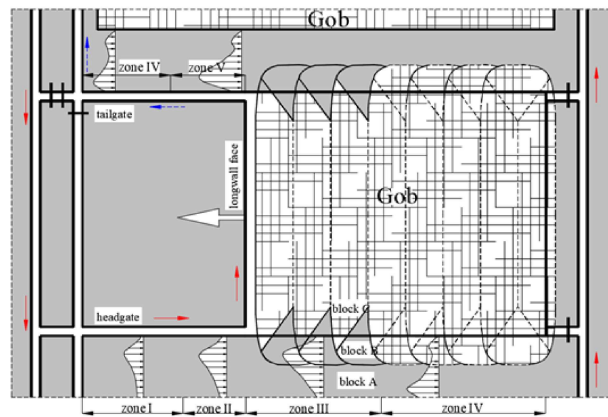 Gob
zone IV
zone V
tailgate
longwall face
Gob
headgate
block C
block B
block A
zone I
zone II
zone III
zone IV